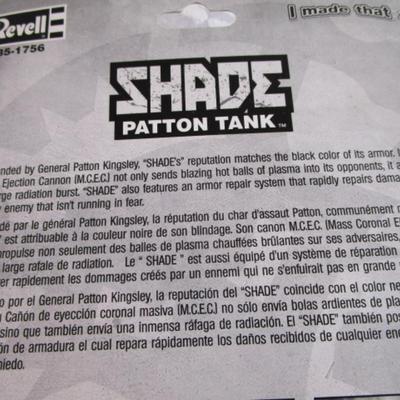 Revell
85-1756
I made that
SHADE
PATTON TANK™
nded by General Patton Kingsley. "SHADE's" reputation matches the black color of its armor.
Ejection Cannon (M.C.E.C) not only sends blazing hot balls of plasma into its opponents, it a
rge radiation burst. "SHADE" also features an armor repair system that rapidly repairs dama
y enemy that isn't running in fear.
dé par le général Patton Kingsley, la réputation du char d'assaut Patton, communément n
" est attribuable à la couleur noire de son blindage. Son canon M.C.E.C. (Mass Coronal E
propulse non seulement des balles de plasma chauffées brûlantes sur ses adversaires,
large rafale de radiation. Le " SHADE " est aussi équipé d'un système de réparation
er rapidement les dommages créés par un ennemi qui ne s'enfuirait pas en grande
o por el General Patton Kingsley, la reputación del "SHADE" coincide con el color ne
Cañón de eyección coronal masiva (M.C.E.C) no sólo envía bolas ardientes de plas
sino que también envía una inmensa ráfaga de radiación. El "SHADE" también pos
ón de armadura el cual repara rápidamente los daños recibidos de cualquier ene
miedo.